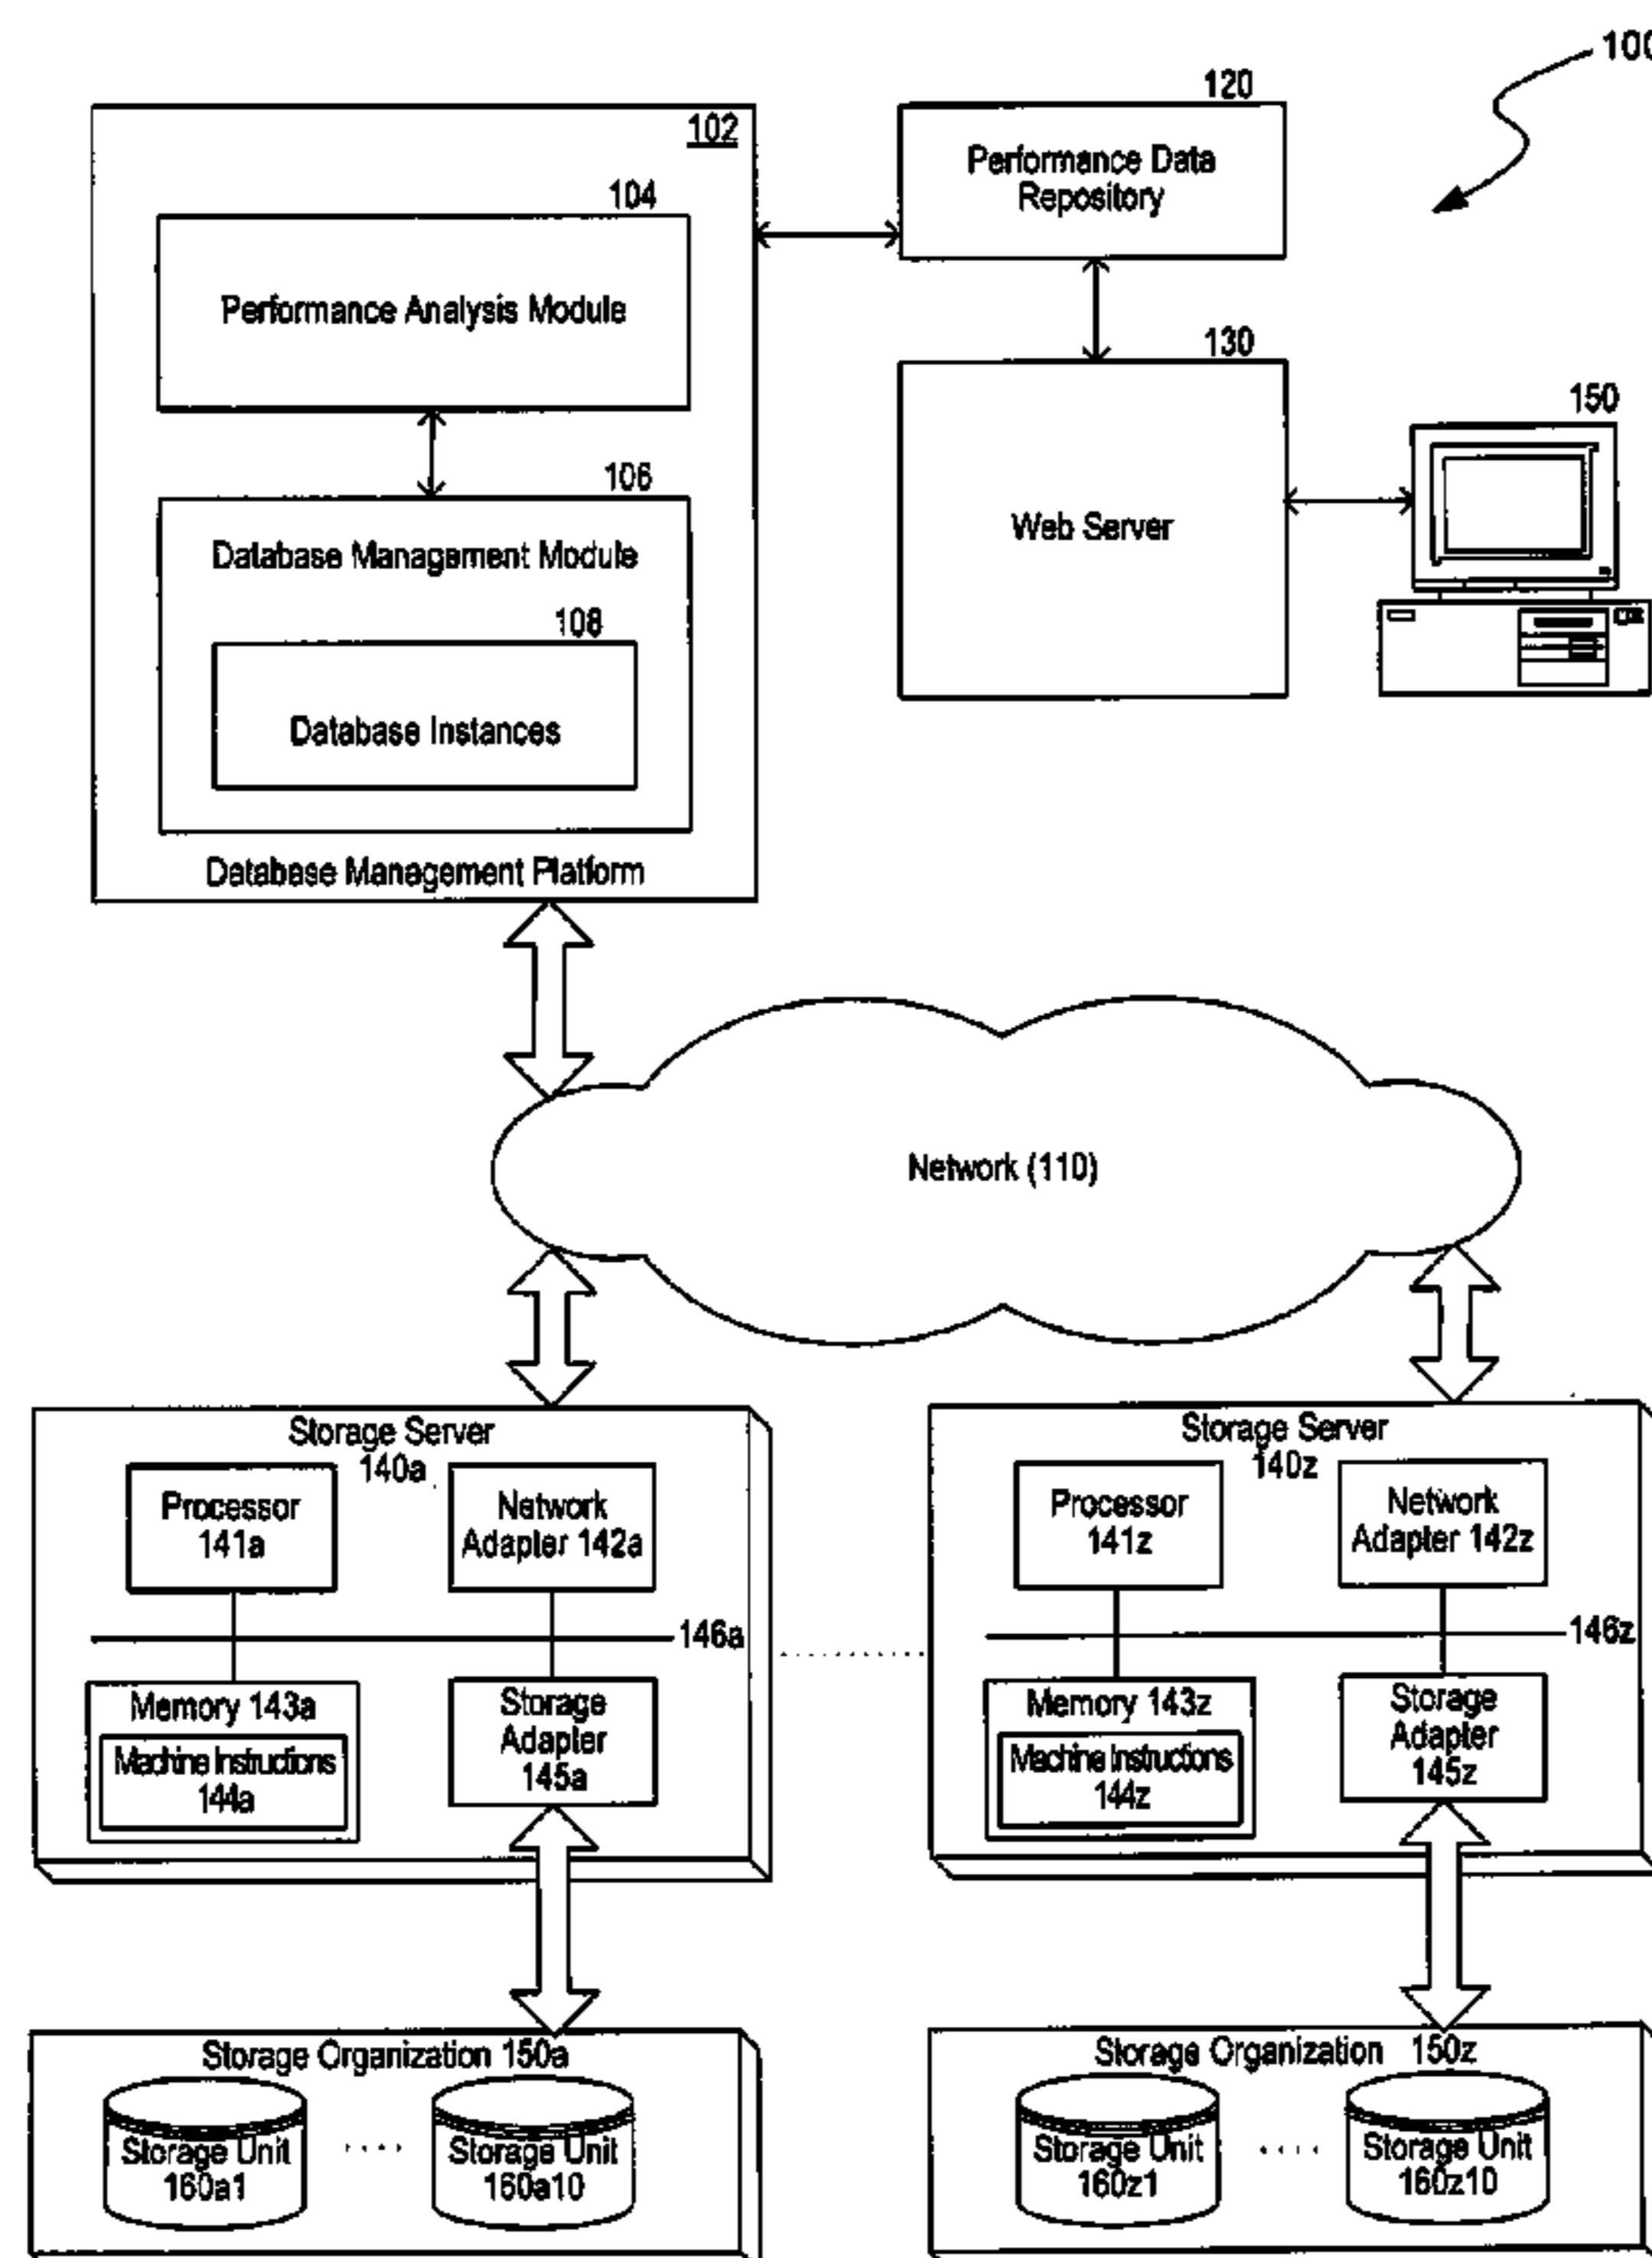 100
102
120
Performance Data
Repository
104
Performance Analysis Module
130
Web Server
150
106
Database Management Module
108
Database Instances
Database Management Platform
Network (110)
Storage Server
140a
Processor
141a
Network
Adapter 142a
146a
Memory 143a
Machine Instructions
144a
Storage
Adapter
145a
Storage Server
140z
Processor
141z
Network
Adapter 142z
146z
Memory 143z
Machine Instructions
144z
Storage
Adapter
145z
Storage Organization 150a
Storage Unit
160a1
Storage Unit
160a10
Storage Organization 150z
Storage Unit
160z1
Storage Unit
160z10